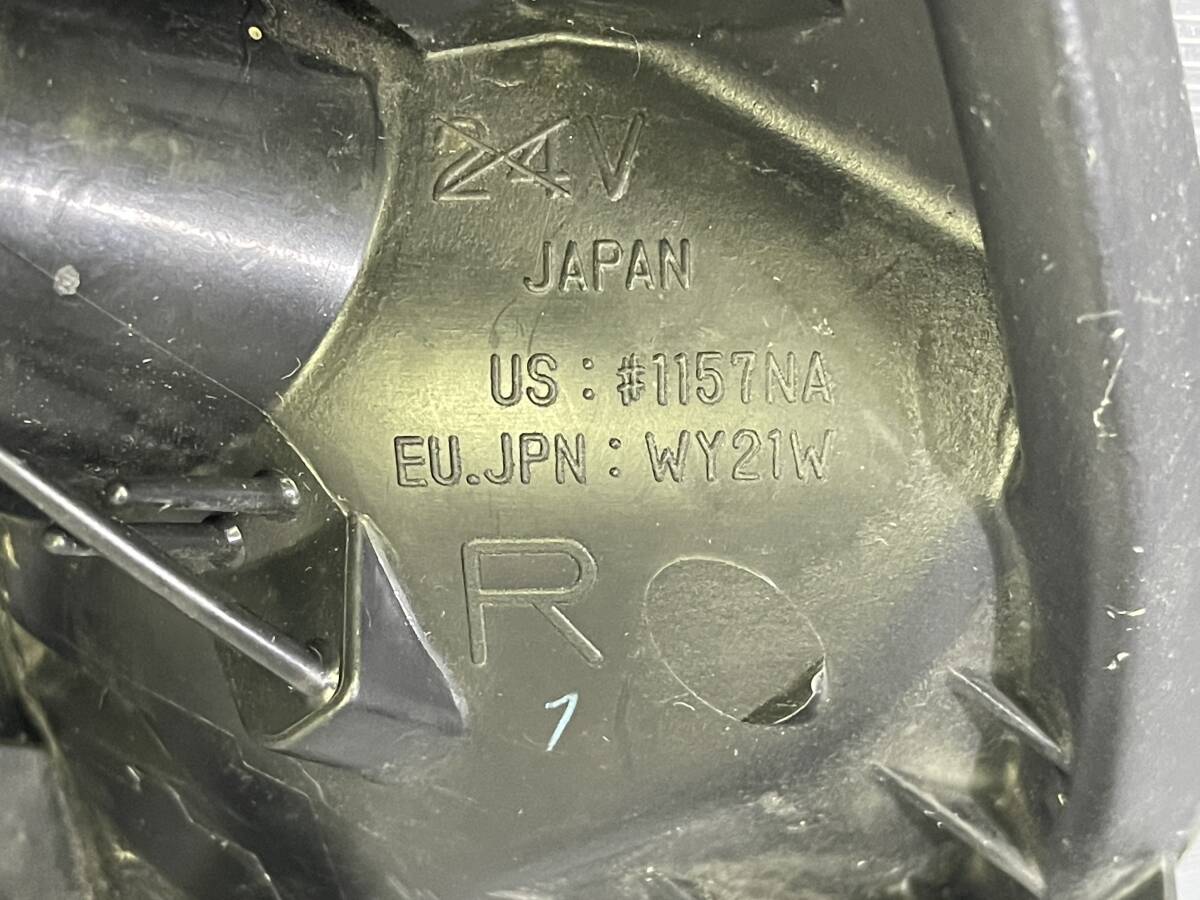 24V
JAPAN
US : #1157NA
EU.JPN : WY21W
R
1